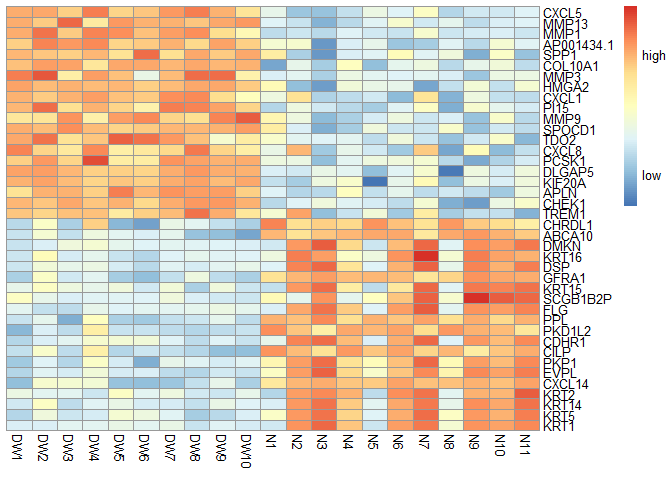 CXCL5
MMP13
MMP1
AP001434.1
SPP1
COL10A1
MMP3
HMGA2
CXCL1
PI15
MMP9
SPOCD1
TDO2
CXCL8
PCSK1
DLGAP5
KIF20A
APLN
CHEK1
TREM1
CHRDL1
ABCA10
DMKN
KRT16
DSP
GFRA1
KRT15
SCGB1B2P
FLG
PPL
PKD1L2
CDHR1
CILP
PKP1
EVPL
CXCL14
KRT2
KRT14
KRT5
KRT1
high
low
DW1 DW2 DW3 DW4 DW5 DW6 DW7 DW8 DW9 DW10 N1 N2 N3 N4 N5 N6 N7 N8 N9 N10 N11